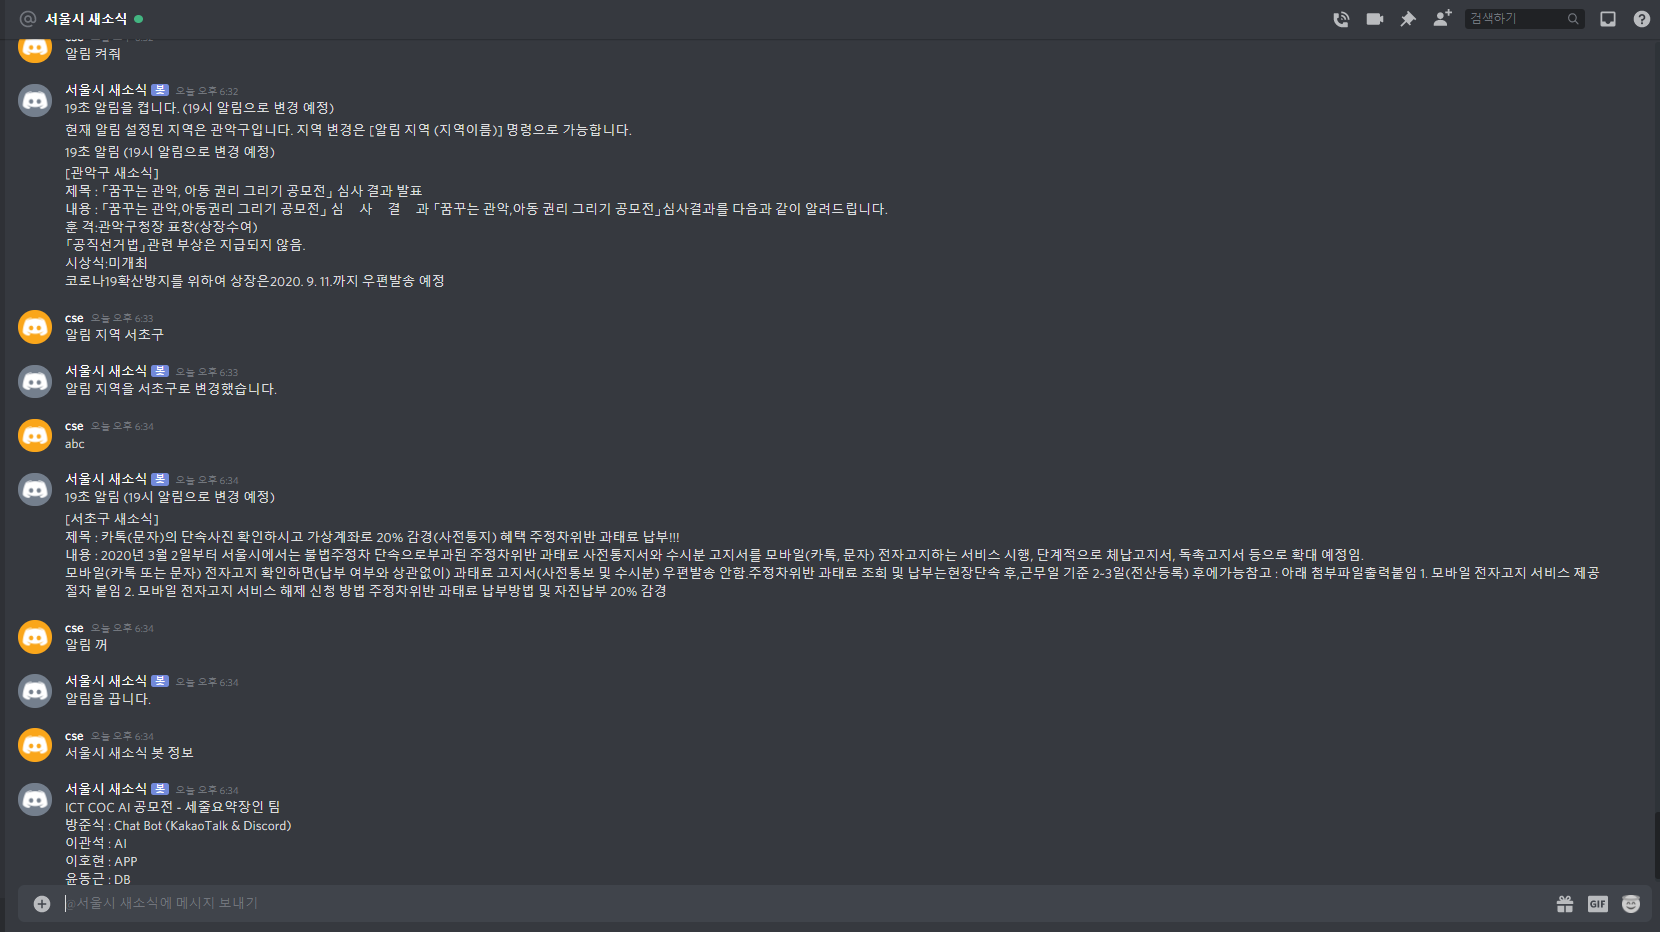 서울시 새소식
검색하기
cse 오늘 오후 6:32
알림 켜줘
서울시 새소식 봇 오늘 오후 6:32
19초 알림을 켭니다. (19시 알림으로 변경 예정)
현재 알림 설정된 지역은 관악구입니다. 지역 변경은 [알림 지역 (지역이름)] 명령으로 가능합니다.
19초 알림 (19시 알림으로 변경 예정)
[관악구 새소식]
제목 : 「꿈꾸는 관악, 아동 권리 그리기 공모전」 심사 결과 발표
내용 : 「꿈꾸는 관악,아동권리 그리기 공모전」 심 사 결 과 「꿈꾸는 관악,아동 권리 그리기 공모전」심사결과를 다음과 같이 알려드립니다.
훈 격:관악구청장 표창(상장수여)
「공직선거법」관련 부상은 지급되지 않음.
시상식:미개최
코로나19확산방지를 위하여 상장은2020. 9. 11.까지 우편발송 예정
cse 오늘 오후 6:33
알림 지역 서초구
서울시 새소식 봇 오늘 오후 6:33
알림 지역을 서초구로 변경했습니다.
cse 오늘 오후 6:34
abc
서울시 새소식 봇 오늘 오후 6:34
19초 알림 (19시 알림으로 변경 예정)
[서초구 새소식]
제목 : 카톡(문자)의 단속사진 확인하시고 가상계좌로 20% 감경(사전통지) 혜택 주정차위반 과태료 납부!!!
내용 : 2020년 3월 2일부터 서울시에서는 불법주정차 단속으로부과된 주정차위반 과태료 사전통지서와 수시분 고지서를 모바일(카톡, 문자) 전자고지하는 서비스 시행, 단계적으로 체납고지서, 독촉고지서 등으로 확대 예정임.
모바일(카톡 또는 문자) 전자고지 확인하면(납부 여부와 상관없이) 과태료 고지서(사전통보 및 수시분) 우편발송 안함.주정차위반 과태료 조회 및 납부는현장단속 후,근무일 기준 2~3일(전산등록) 후에가능참고 : 아래 첨부파일출력붙임 1. 모바일 전자고지 서비스 제공
절차 붙임 2. 모바일 전자고지 서비스 해제 신청 방법 주정차위반 과태료 납부방법 및 자진납부 20% 감경
cse 오늘 오후 6:34
알림 꺼
서울시 새소식 봇 오늘 오후 6:34
알림을 끕니다.
cse 오늘 오후 6:34
서울시 새소식 봇 정보
서울시 새소식 봇 오늘 오후 6:34
ICT COC AI 공모전 - 세줄요약장인 팀
방준식 : Chat Bot (KakaoTalk & Discord)
이관석 : AI
이호현 : APP
윤동근 : DB
@서울시 새소식에 메시지 보내기
GIF